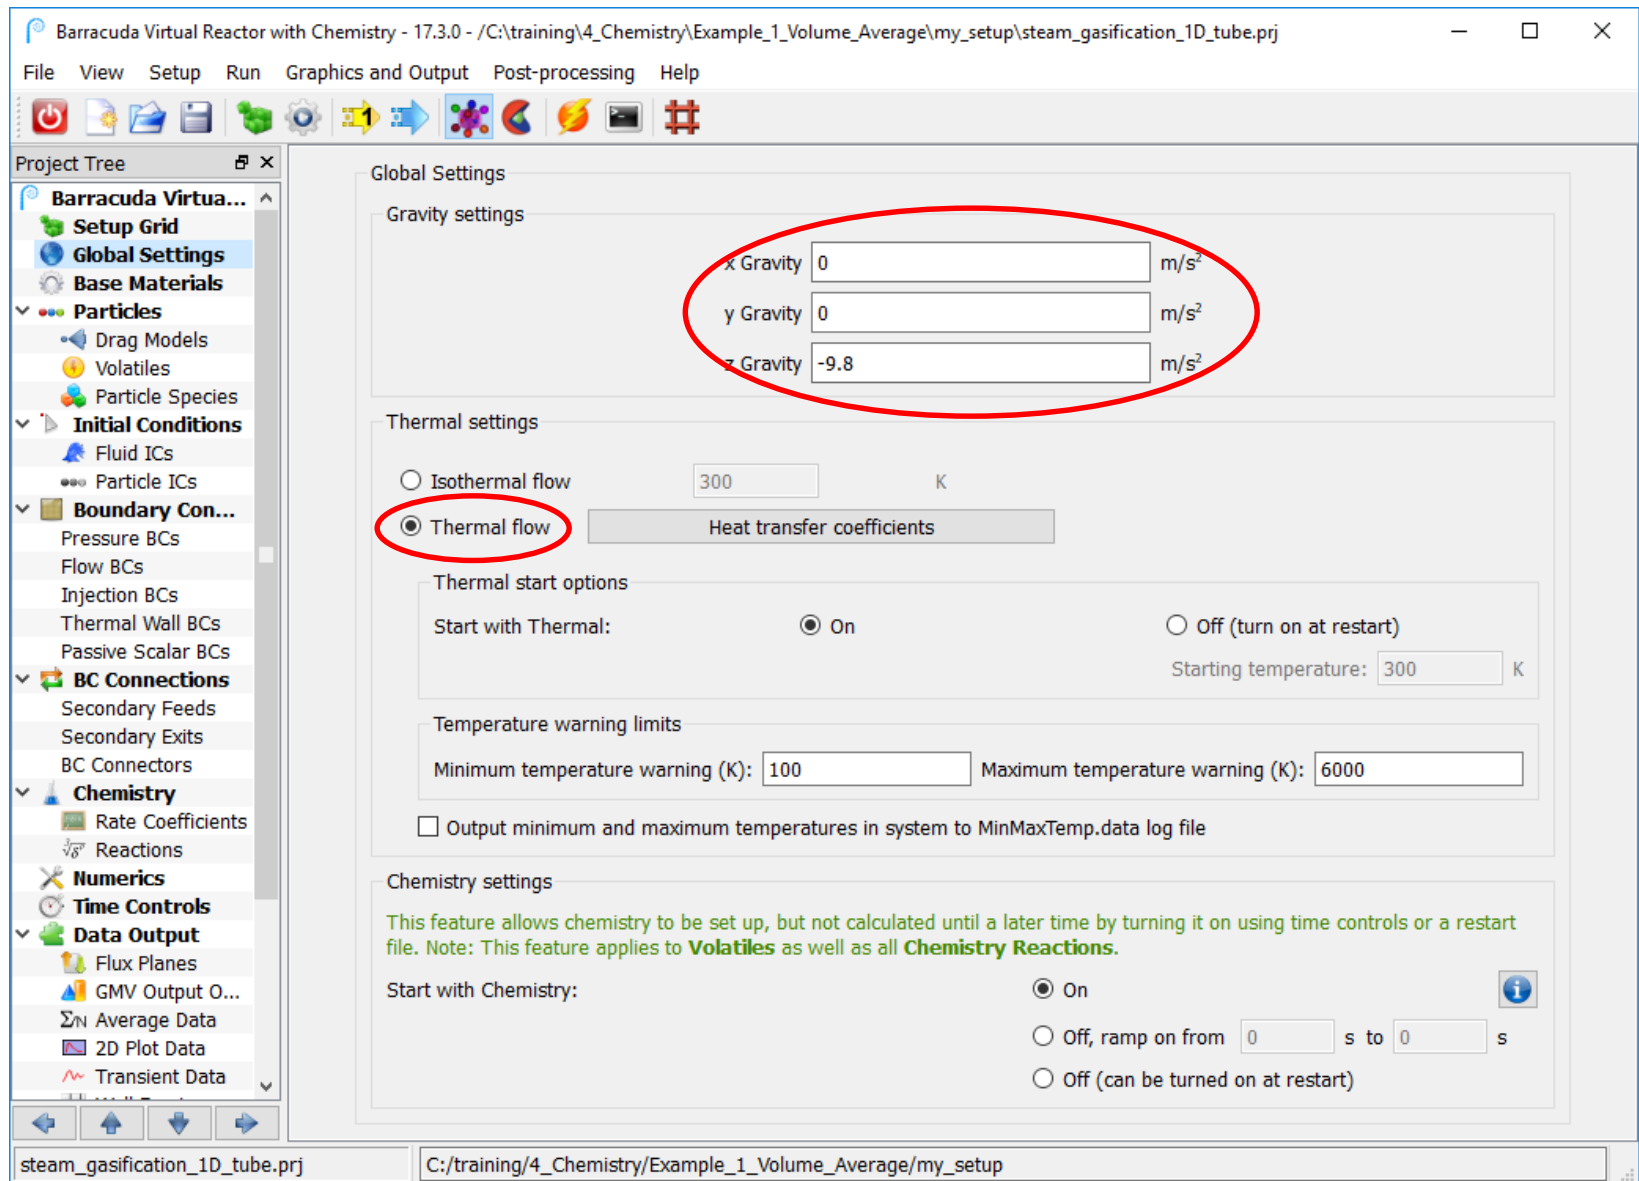 Barracuda Virtual Reactor with Chemistry - 17.3.0 - /C:\training\4_Chemistry\Example_1_Volume_Average\my_setup\steam_gasification_1D_tube.prj
File View Setup Run Graphics and Output Post-processing Help
1
Project Tree
Barracuda Virtua...
Setup Grid
Global Settings
Base Materials
Particles
Drag Models
Volatiles
Particle Species
Initial Conditions
Fluid ICs
Particle ICs
Boundary Con...
Pressure BCs
Flow BCs
Injection BCs
Thermal Wall BCs
Passive Scalar BCs
BC Connections
Secondary Feeds
Secondary Exits
BC Connectors
Chemistry
Rate Coefficients
Reactions
Numerics
Time Controls
Data Output
Flux Planes
GMV Output O...
Σ/N Average Data
2D Plot Data
Transient Data
Global Settings
Gravity settings
x Gravity 0 m/s²
y Gravity 0 m/s²
z Gravity -9.8 m/s²
Thermal settings
Isothermal flow 300 K
Thermal flow Heat transfer coefficients
Thermal start options
Start with Thermal: On Off (turn on at restart)
Starting temperature: 300 K
Temperature warning limits
Minimum temperature warning (K): 100 Maximum temperature warning (K): 6000
Output minimum and maximum temperatures in system to MinMaxTemp.data log file
Chemistry settings
This feature allows chemistry to be set up, but not calculated until a later time by turning it on using time controls or a restart
file. Note: This feature applies to Volatiles as well as all Chemistry Reactions.
Start with Chemistry: On
Off, ramp on from 0 s to 0 s
Off (can be turned on at restart)
steam_gasification_1D_tube.prj C:/training/4_Chemistry/Example_1_Volume_Average/my_setup